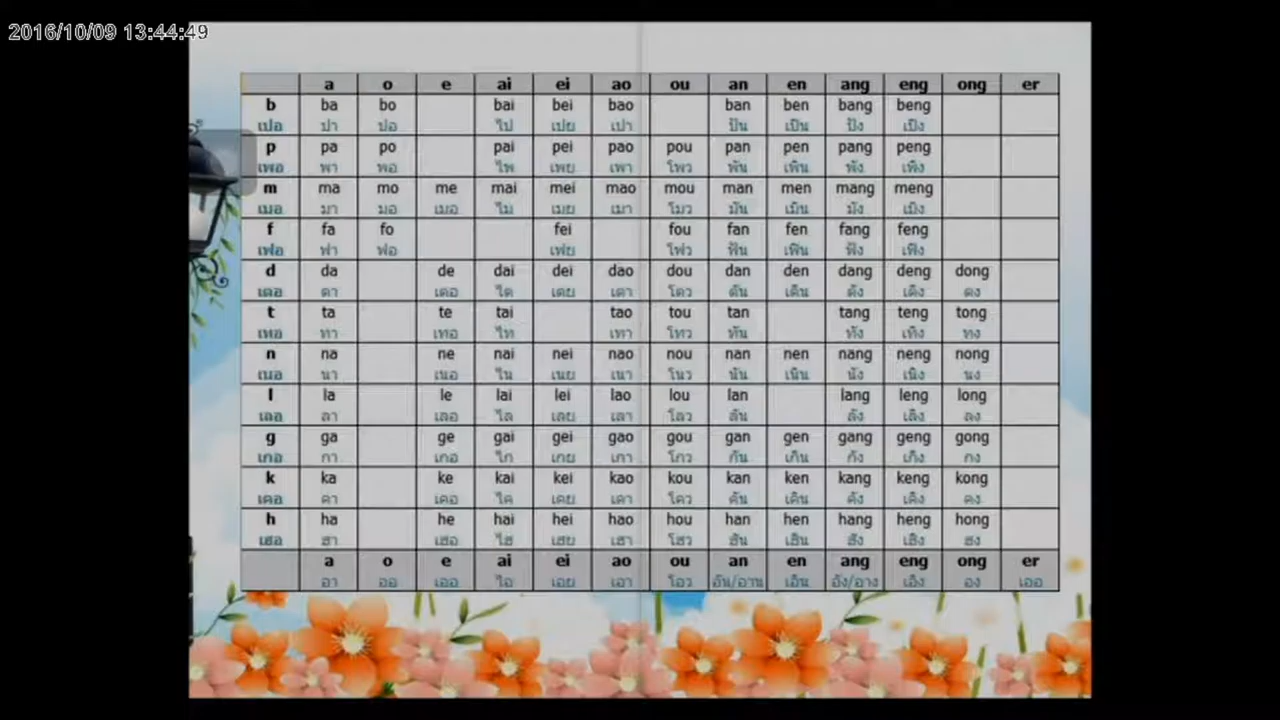 2016/10/09 13:44:49
a o e ai ei ao ou an en ang eng ong er
b ba bo bai bei bao ban ben bang beng
เปอ ปา ปอ ไป เปย เปา ปัน เปิน ปัง เปิง
p pa po pai pei pao pou pan pen pang peng
เพอ พา พอ ไพ เพย เพา โพว พัน เพิน พัง เพิง
m ma mo me mai mei mao mou man men mang meng
เมอ มา มอ เมอ ไม เมย เมา โมว มัน เมิน มัง เมิง
f fa fo fei fou fan fen fang feng
เฟอ ฟา ฟอ เฟย โฟว ฟัน เฟิน ฟัง เฟิง
d da de dai dei dao dou dan den dang deng dong
เดอ ดา เดอ ได เดย เดา โดว ดัน เดิน ดัง เดิง ดง
t ta te tai tao tou tan tang teng tong
เทอ ทา เทอ ไท เทา โทว ทัน ทัง เทิง ทง
n na ne nai nei nao nou nan nen nang neng nong
เนอ นา เนอ ไน เนย เนา โนว นัน เนิน นัง เนิง นง
l la le lai lei lao lou lan lang leng long
เลอ ลา เลอ ไล เลย เลา โลว ลัน ลัง เลิง ลง
g ga ge gai gei gao gou gan gen gang geng gong
เกอ กา เกอ ไก เกย เกา โกว กัน เกิน กัง เกิง กง
k ka ke kai kei kao kou kan ken kang keng kong
เคอ คา เคอ ไค เคย เคา โคว คัน เคิน คัง เคิง คง
h ha he hai hei hao hou han hen hang heng hong
เฮอ ฮา เฮอ ไฮ เฮย เฮา โฮว ฮัน เฮิน ฮัง เฮิง ฮง
a o e ai ei ao ou an en ang eng ong er
อา ออ เออ ไอ เอย เอา โอว อัน/อาน เอิน อัง/อาง เอิง อง เออ